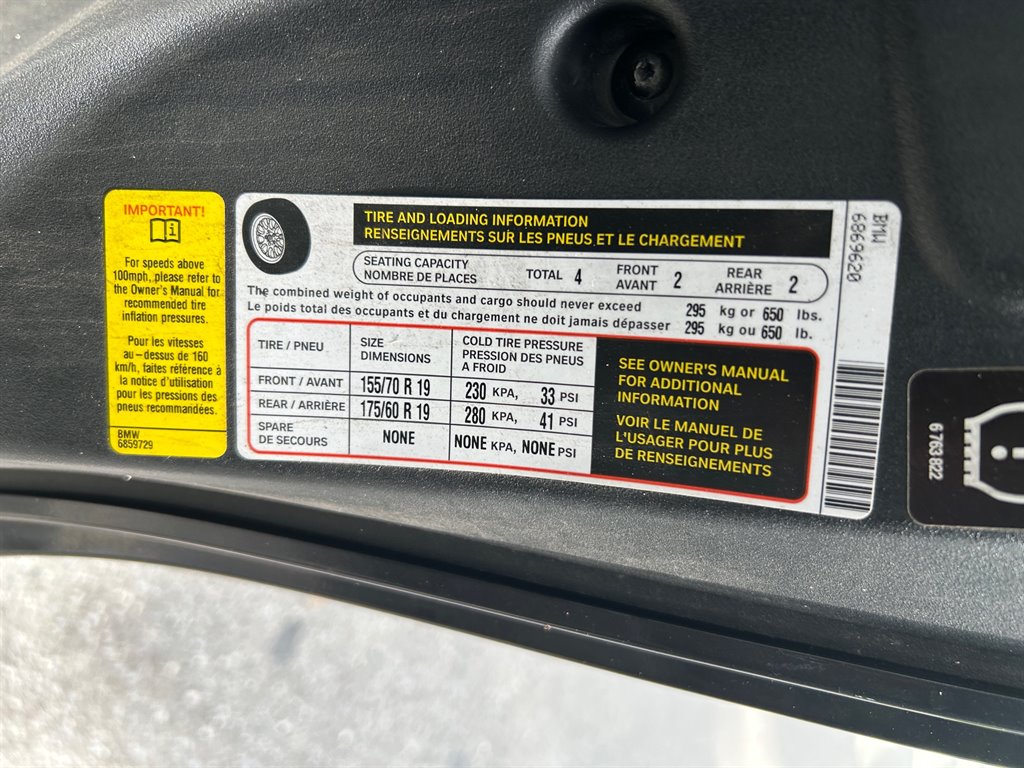 IMPORTANT!
For speeds above
100mph, please refer to
the Owner's Manual for
recommended tire
inflation pressures.
Pour les vitesses
au–dessus de 160
km/h, faites référence à
la notice d'utilisation
pour les pressions des
pneus recommandées.
BMW
6859729
TIRE AND LOADING INFORMATION
RENSEIGNEMENTS SUR LES PNEUS ET LE CHARGEMENT
SEATING CAPACITY
NOMBRE DE PLACES
TOTAL 4
FRONT
AVANT 2
REAR
ARRIÈRE 2
The combined weight of occupants and cargo should never exceed 295 kg or 650 lbs.
Le poids total des occupants et du chargement ne doit jamais dépasser 295 kg ou 650 lb.
TIRE / PNEU
SIZE
DIMENSIONS
COLD TIRE PRESSURE
PRESSION DES PNEUS
A FROID
FRONT / AVANT 155/70 R 19 230 KPA, 33 PSI
REAR / ARRIÈRE 175/60 R 19 280 KPA, 41 PSI
SPARE
DE SECOURS
NONE NONE KPA, NONE PSI
SEE OWNER'S MANUAL
FOR ADDITIONAL
INFORMATION
VOIR LE MANUEL DE
L'USAGER POUR PLUS
DE RENSEIGNEMENTS
BMW
6869620
6 763 822